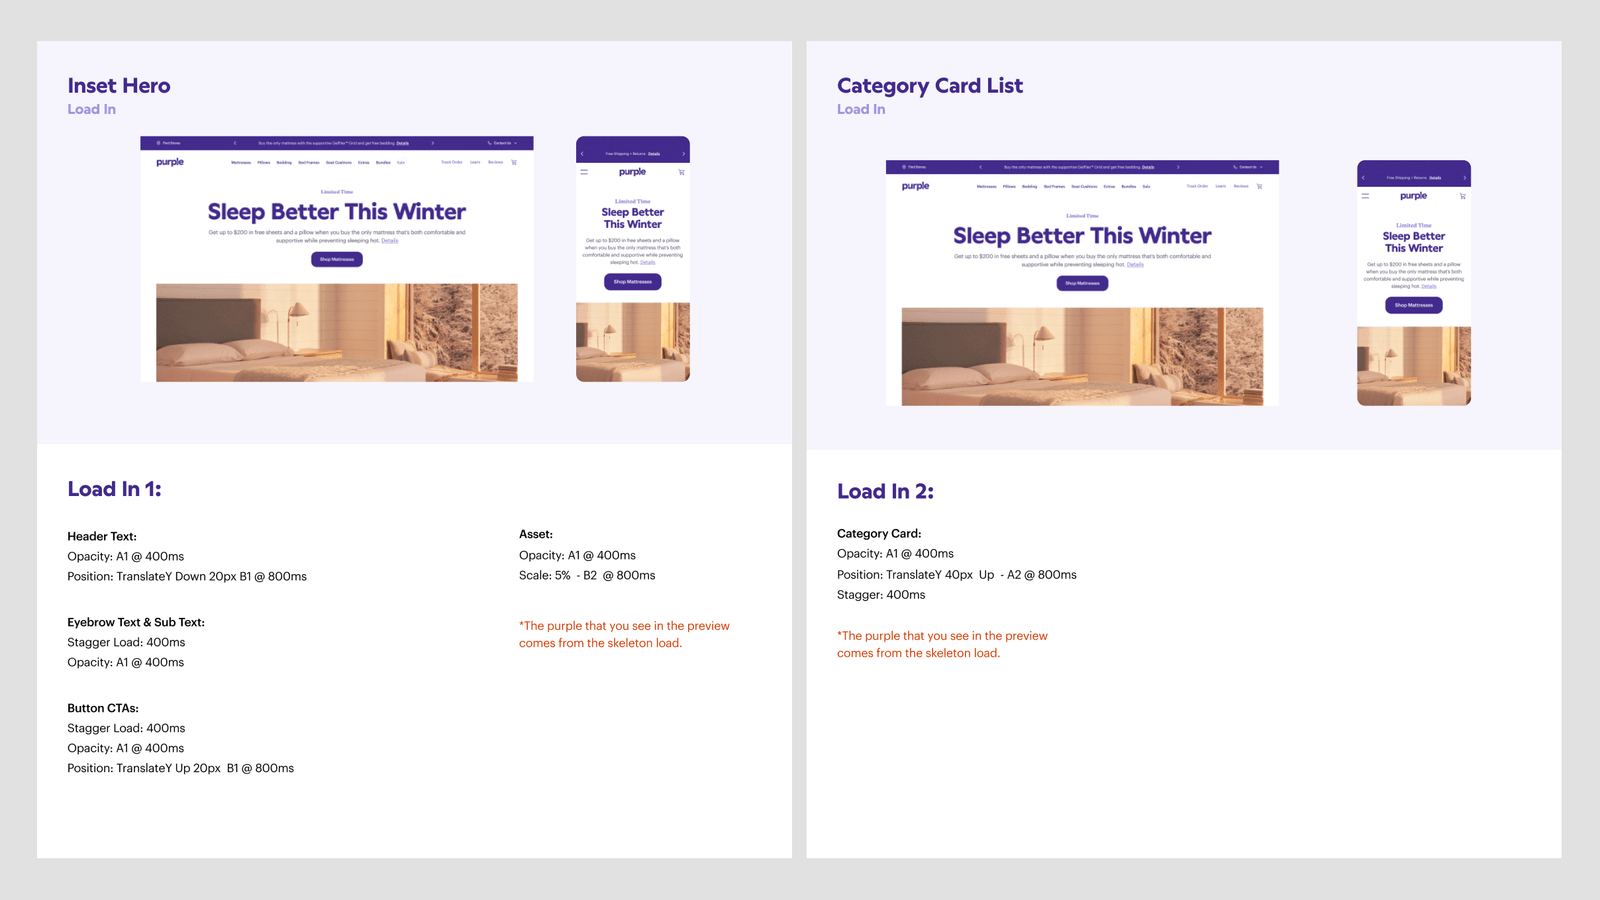 Inset Hero
Load In
Find Stores
Buy the only mattress with the supportive GelFlex™ Grid and get free bedding. Details
Contact Us
purple
Mattresses Pillows Bedding Bed Frames Seat Cushions Extras Bundles Sale
Track Order Learn Reviews
Limited Time
Sleep Better This Winter
Get up to $200 in free sheets and a pillow when you buy the only mattress that's both comfortable and
supportive while preventing sleeping hot. Details
Shop Mattresses
Free Shipping + Returns Details
purple
Limited Time
Sleep Better
This Winter
Get up to $200 in free sheets and a pillow
when you buy the only mattress that's both
comfortable and supportive while preventing
sleeping hot. Details
Shop Mattresses
Load In 1:
Header Text:
Opacity: A1 @ 400ms
Position: TranslateY Down 20px B1 @ 800ms
Eyebrow Text & Sub Text:
Stagger Load: 400ms
Opacity: A1 @ 400ms
Button CTAs:
Stagger Load: 400ms
Opacity: A1 @ 400ms
Position: TranslateY Up 20px  B1 @ 800ms
Asset:
Opacity: A1 @ 400ms
Scale: 5%  - B2  @ 800ms
*The purple that you see in the preview
comes from the skeleton load.
Category Card List
Load In
Find Stores
Buy the only mattress with the supportive GelFlex™ Grid and get free bedding. Details
Contact Us
purple
Mattresses Pillows Bedding Bed Frames Seat Cushions Extras Bundles Sale
Track Order Learn Reviews
Limited Time
Sleep Better This Winter
Get up to $200 in free sheets and a pillow when you buy the only mattress that's both comfortable and
supportive while preventing sleeping hot. Details
Shop Mattresses
Free Shipping + Returns Details
purple
Limited Time
Sleep Better
This Winter
Get up to $200 in free sheets and a pillow
when you buy the only mattress that's both
comfortable and supportive while preventing
sleeping hot. Details
Shop Mattresses
Load In 2:
Category Card:
Opacity: A1 @ 400ms
Position: TranslateY 40px  Up  - A2 @ 800ms
Stagger: 400ms
*The purple that you see in the preview
comes from the skeleton load.